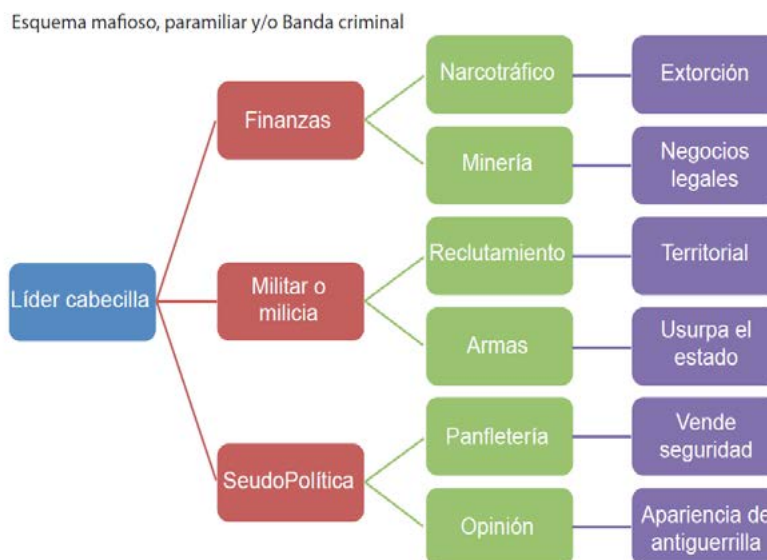 Esquema mafioso, paramiliar y/o Banda criminal
Líder cabecilla
Finanzas
Narcotráfico
Extorción
Minería
Negocios
legales
Militar o
milicia
Reclutamiento
Territorial
Armas
Usurpa el
estado
SeudoPolítica
Panfletería
Vende
seguridad
Opinión
Apariencia de
antiguerrilla